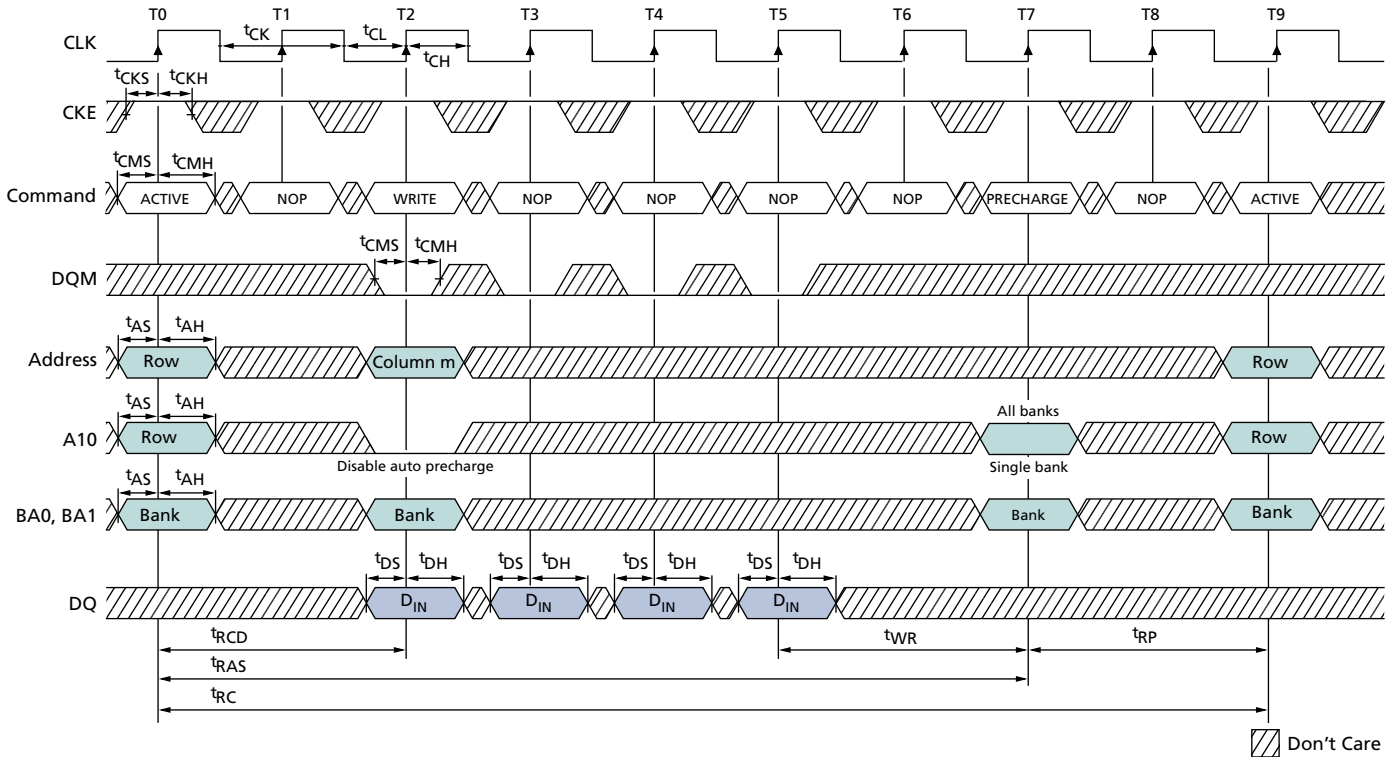 T0 T1 T2 T3 T4 T5 T6 T7 T8 T9
CLK tCK tCL tCH
tCKS tCKH
CKE
tCMS tCMH
Command ACTIVE NOP WRITE NOP NOP NOP NOP PRECHARGE NOP ACTIVE
tCMS tCMH
DQM
tAS tAH
Address Row Column m Row
tAS tAH All banks
A10 Row Row
Disable auto precharge Single bank
tAS tAH
BA0, BA1 Bank Bank Bank Bank
tDS tDH tDS tDH tDS tDH tDS tDH
DQ DIN DIN DIN DIN
tRCD tWR tRP
tRAS
tRC
Don't Care